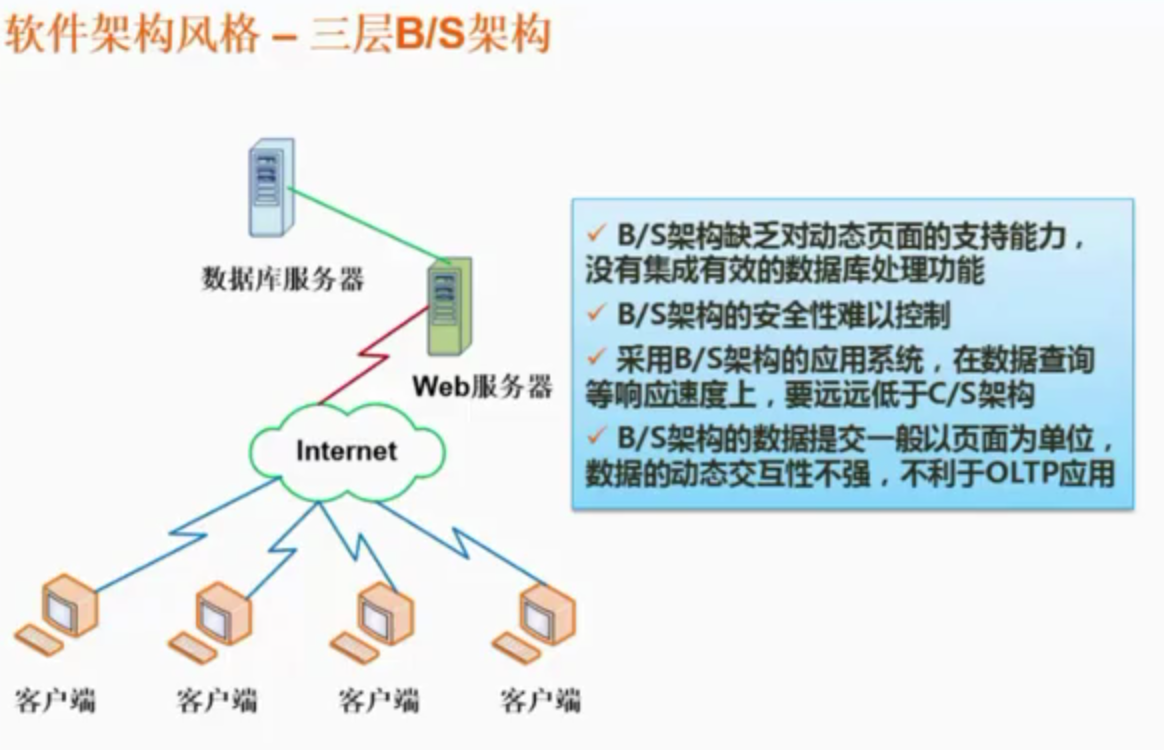 软件架构风格 – 三层B/S架构
数据库服务器
Web服务器
Internet
客户端
客户端
客户端
客户端
✓ B/S架构缺乏对动态页面的支持能力，
没有集成有效的数据库处理功能
✓ B/S架构的安全性难以控制
✓ 采用B/S架构的应用系统，在数据查询
等响应速度上，要远远低于C/S架构
✓ B/S架构的数据提交一般以页面为单位，
数据的动态交互性不强，不利于OLTP应用